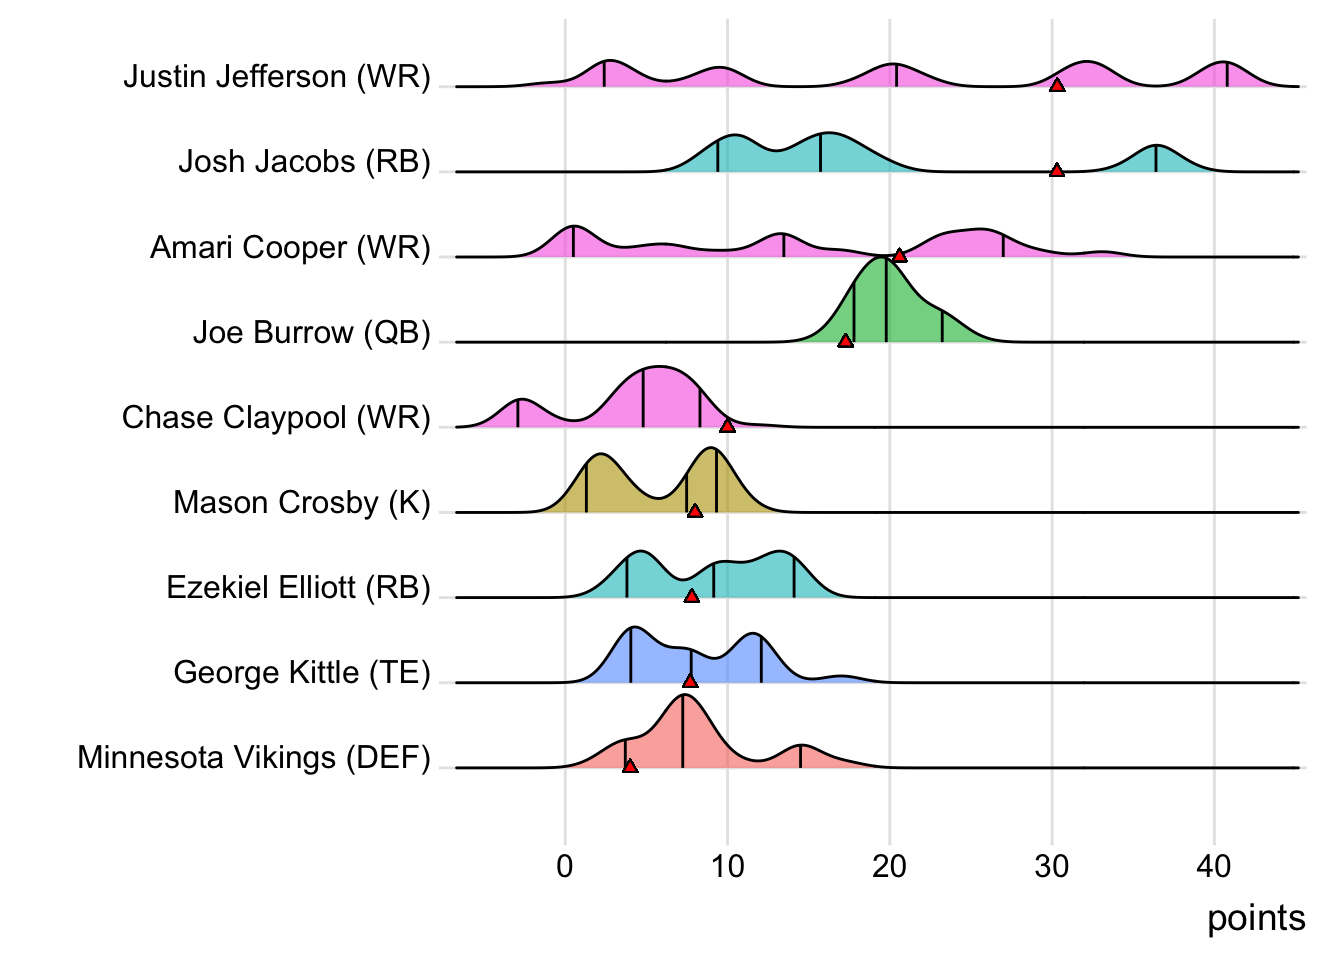 Justin Jefferson (WR)
Josh Jacobs (RB)
Amari Cooper (WR)
Joe Burrow (QB)
Chase Claypool (WR)
Mason Crosby (K)
Ezekiel Elliott (RB)
George Kittle (TE)
Minnesota Vikings (DEF)
0 10 20 30 40
points